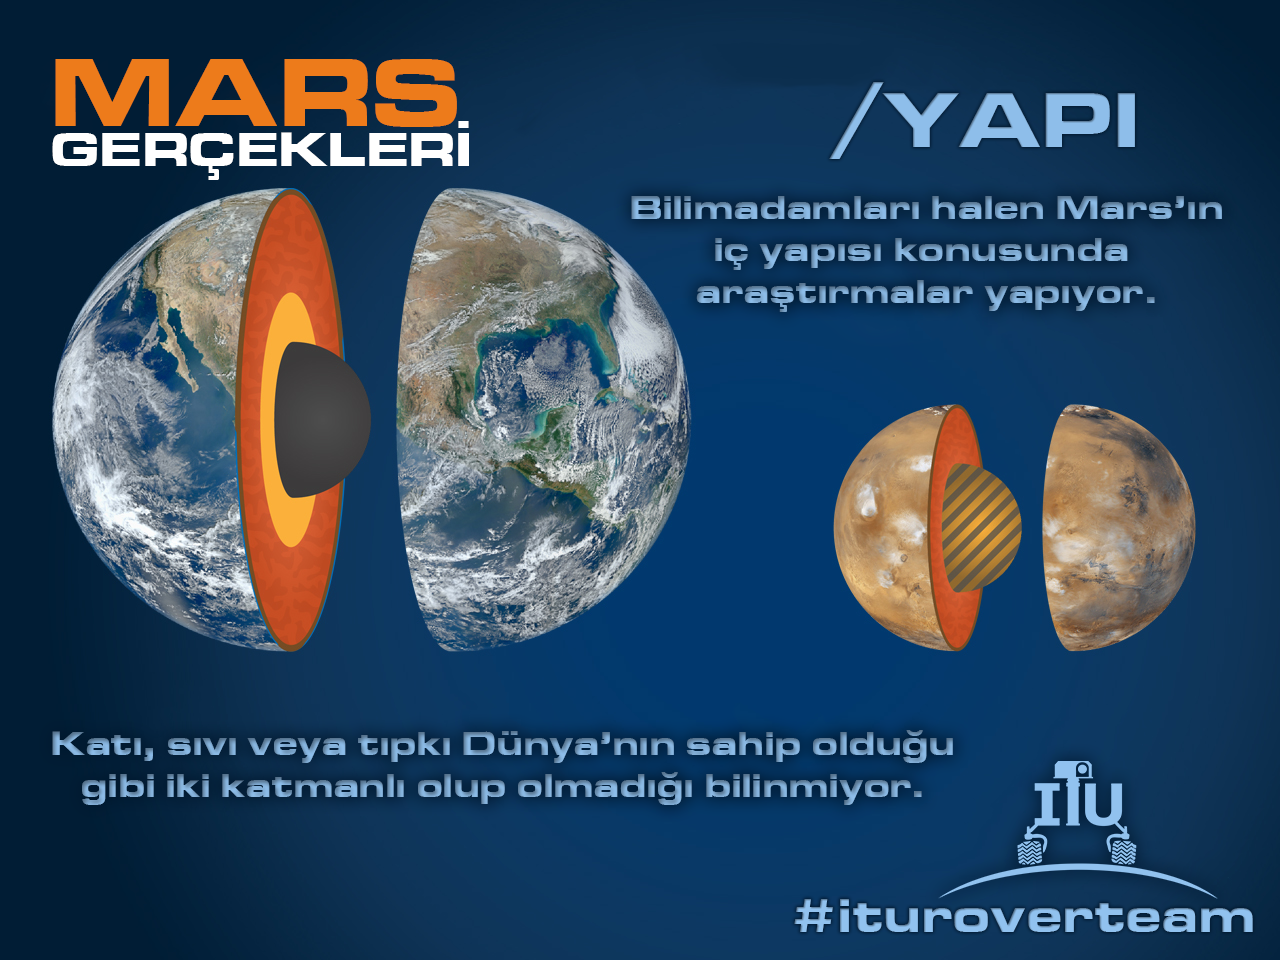 MARS
GERÇEKLERİ
/YAPI
Bilimadamları halen Mars'ın
iç yapısı konusunda
araştırmalar yapıyor.
Katı, sıvı veya tıpkı Dünya'nın sahip olduğu
gibi iki katmanlı olup olmadığı bilinmiyor.
ITU
#ituroverteam